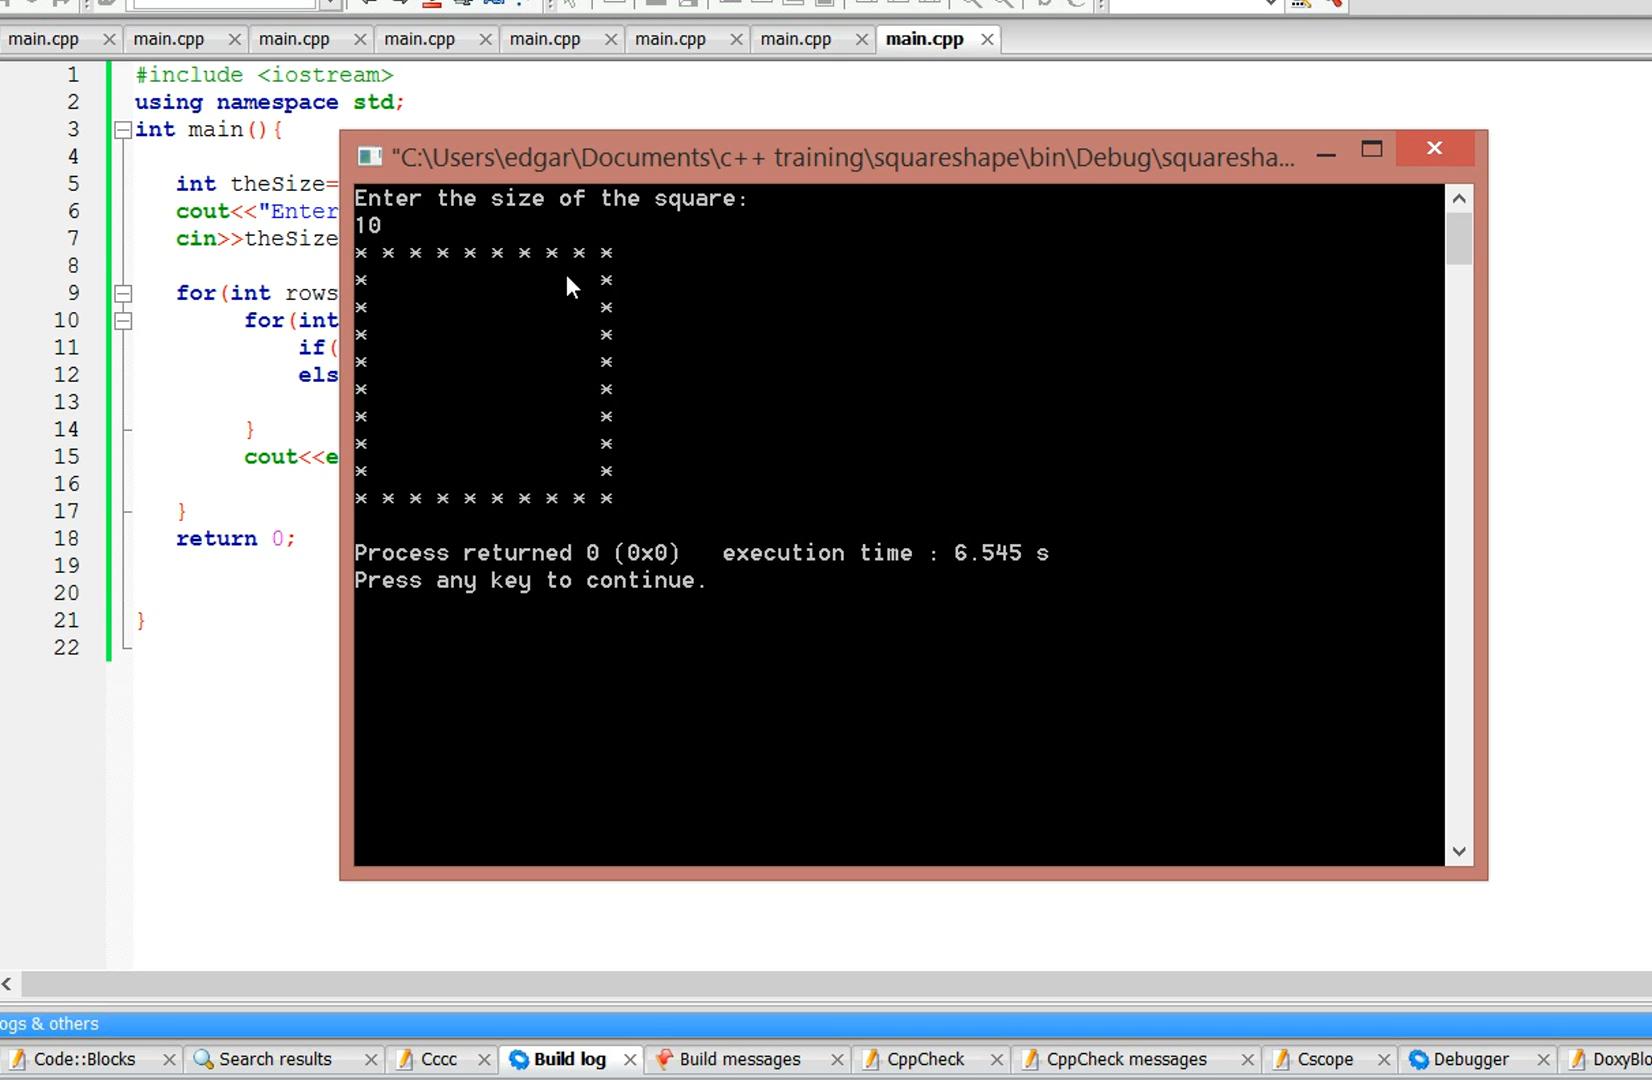 main.cpp main.cpp main.cpp main.cpp main.cpp main.cpp main.cpp main.cpp
1 #include <iostream>
2 using namespace std;
3 int main(){
4
5 int theSize=
6 cout<<"Enter
7 cin>>theSize
8
9 for(int rows
10 for(int
11 if(
12 els
13
14 }
15 cout<<e
16
17 }
18 return 0;
19
20
21 }
22
"C:\Users\edgar\Documents\c++ training\squareshape\bin\Debug\squaresha...
Enter the size of the square:
10
* * * * * * * * * *
*                 *
*                 *
*                 *
*                 *
*                 *
*                 *
*                 *
*                 *
* * * * * * * * * *
Process returned 0 (0x0)   execution time : 6.545 s
Press any key to continue.
ogs & others
Code::Blocks Search results Cccc Build log Build messages CppCheck CppCheck messages Cscope Debugger DoxyBlo